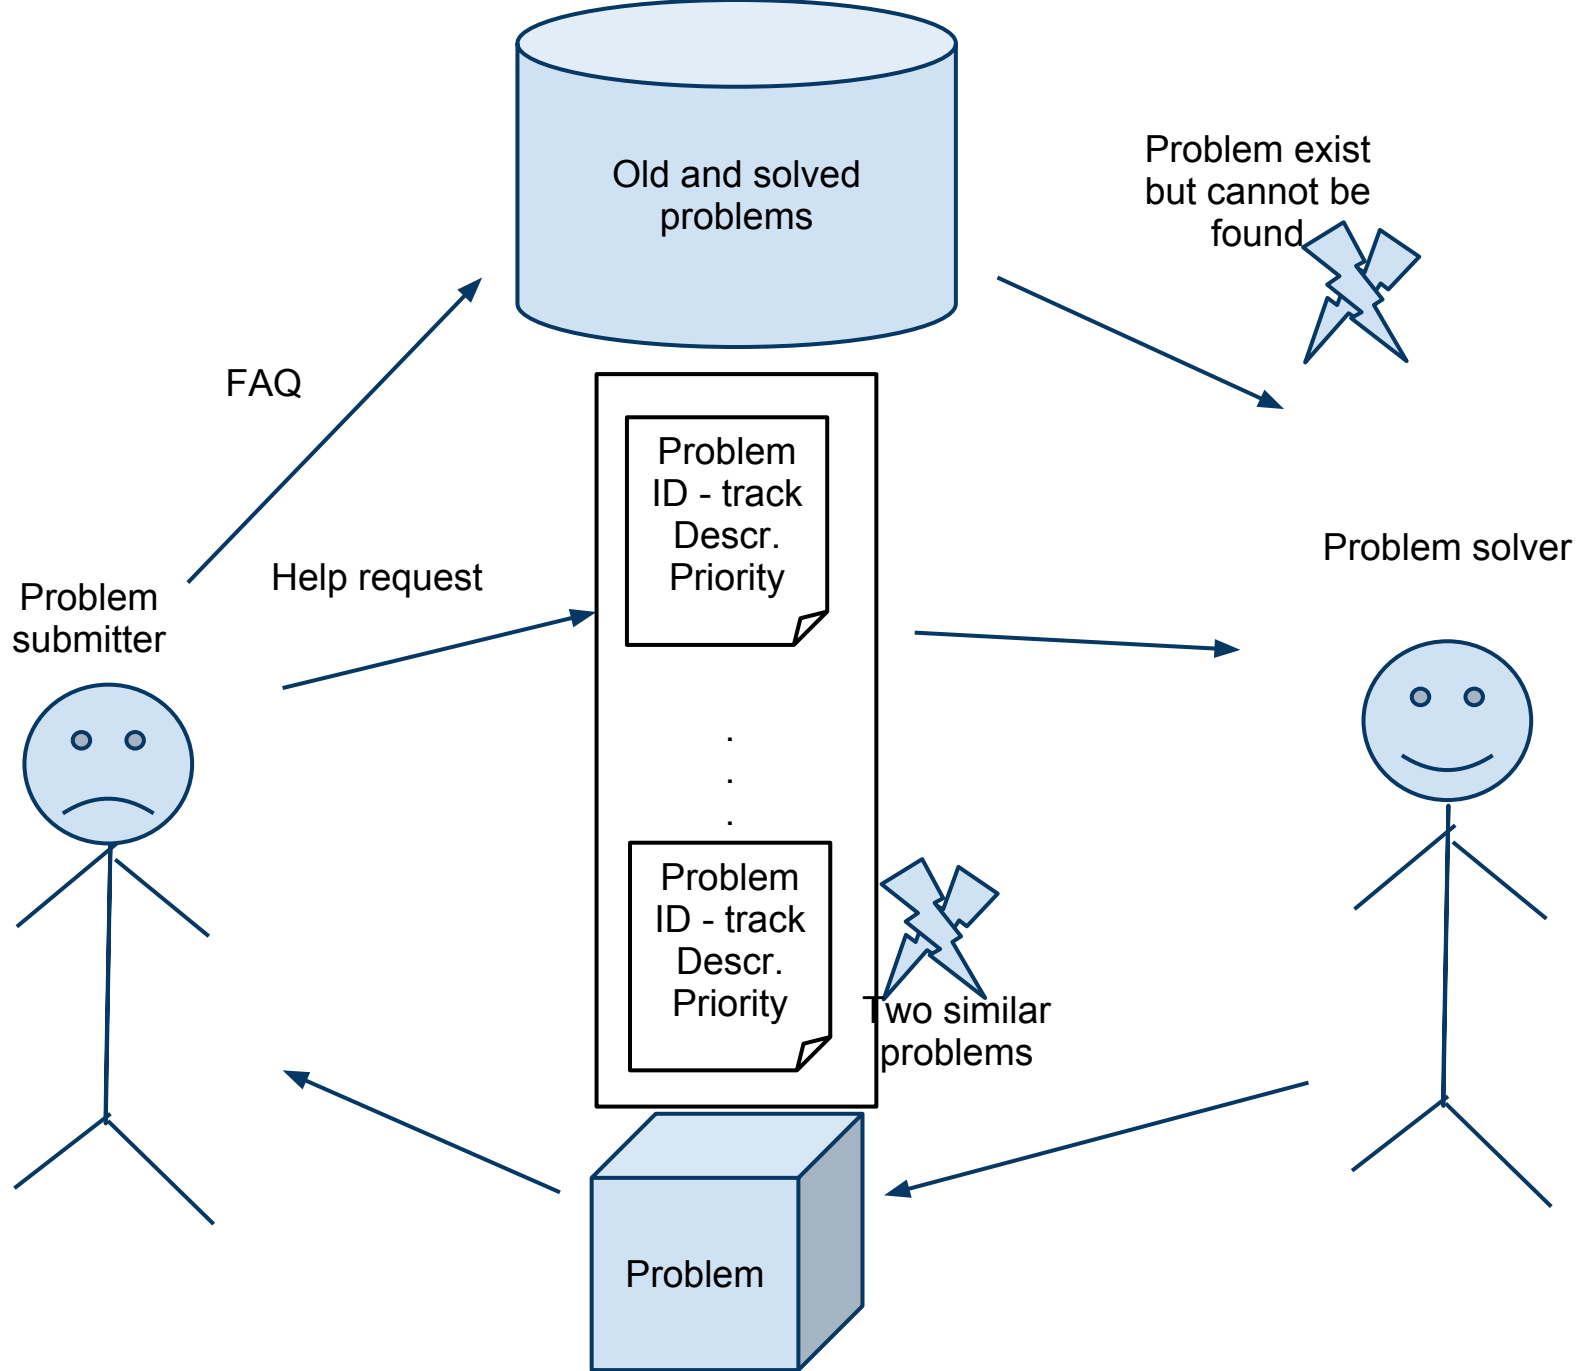 Old and solved
problems
Problem exist
but cannot be
found
FAQ
Problem
ID - track
Descr.
Priority
Help request
Problem solver
Problem
submitter
.
.
.
Problem
ID - track
Descr.
Priority
Two similar
problems
Problem